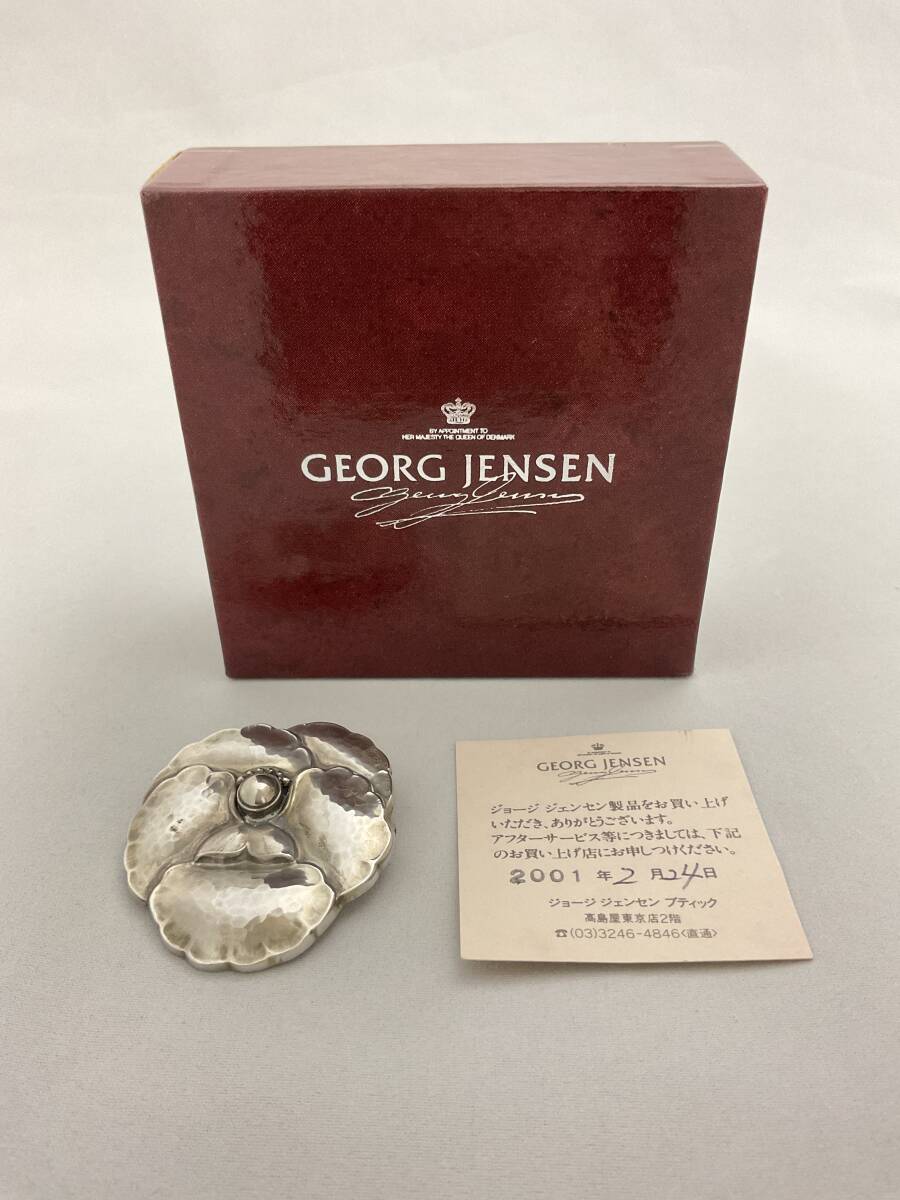 BY APPOINTMENT TO
HER MAJESTY THE QUEEN OF DENMARK
GEORG JENSEN
Georg Jensen
GEORG JENSEN
ジョージ ジェンセン製品をお買い上げ
いただき、ありがとうございます。
アフターサービス等につきましては、下記
のお買い上げ店にお申しつけください。
2001 年 2 月 24 日
ジョージ ジェンセン ブティック
高島屋東京店2階
☎(03)3246-4846〈直通〉